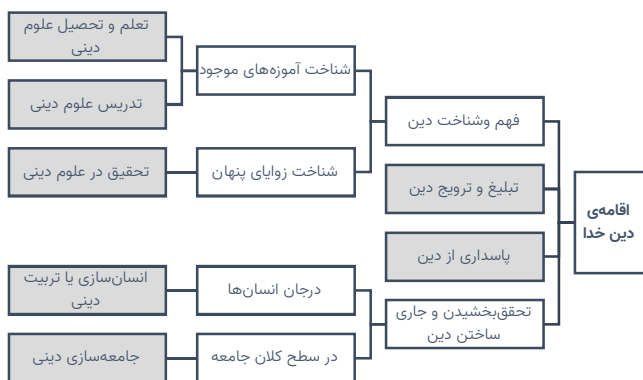 اقامه‌ی
دین خدا
فهم وشناخت دین
شناخت آموزه‌های موجود
تعلم و تحصیل علوم
دینی
تدریس علوم دینی
شناخت زوایای پنهان
تحقیق در علوم دینی
تبلیغ و ترویج دین
پاسداری از دین
تحقق‌بخشیدن و جاری
ساختن دین
درجان انسان‌ها
انسان‌سازی یا تربیت
دینی
در سطح کلان جامعه
جامعه‌سازی دینی